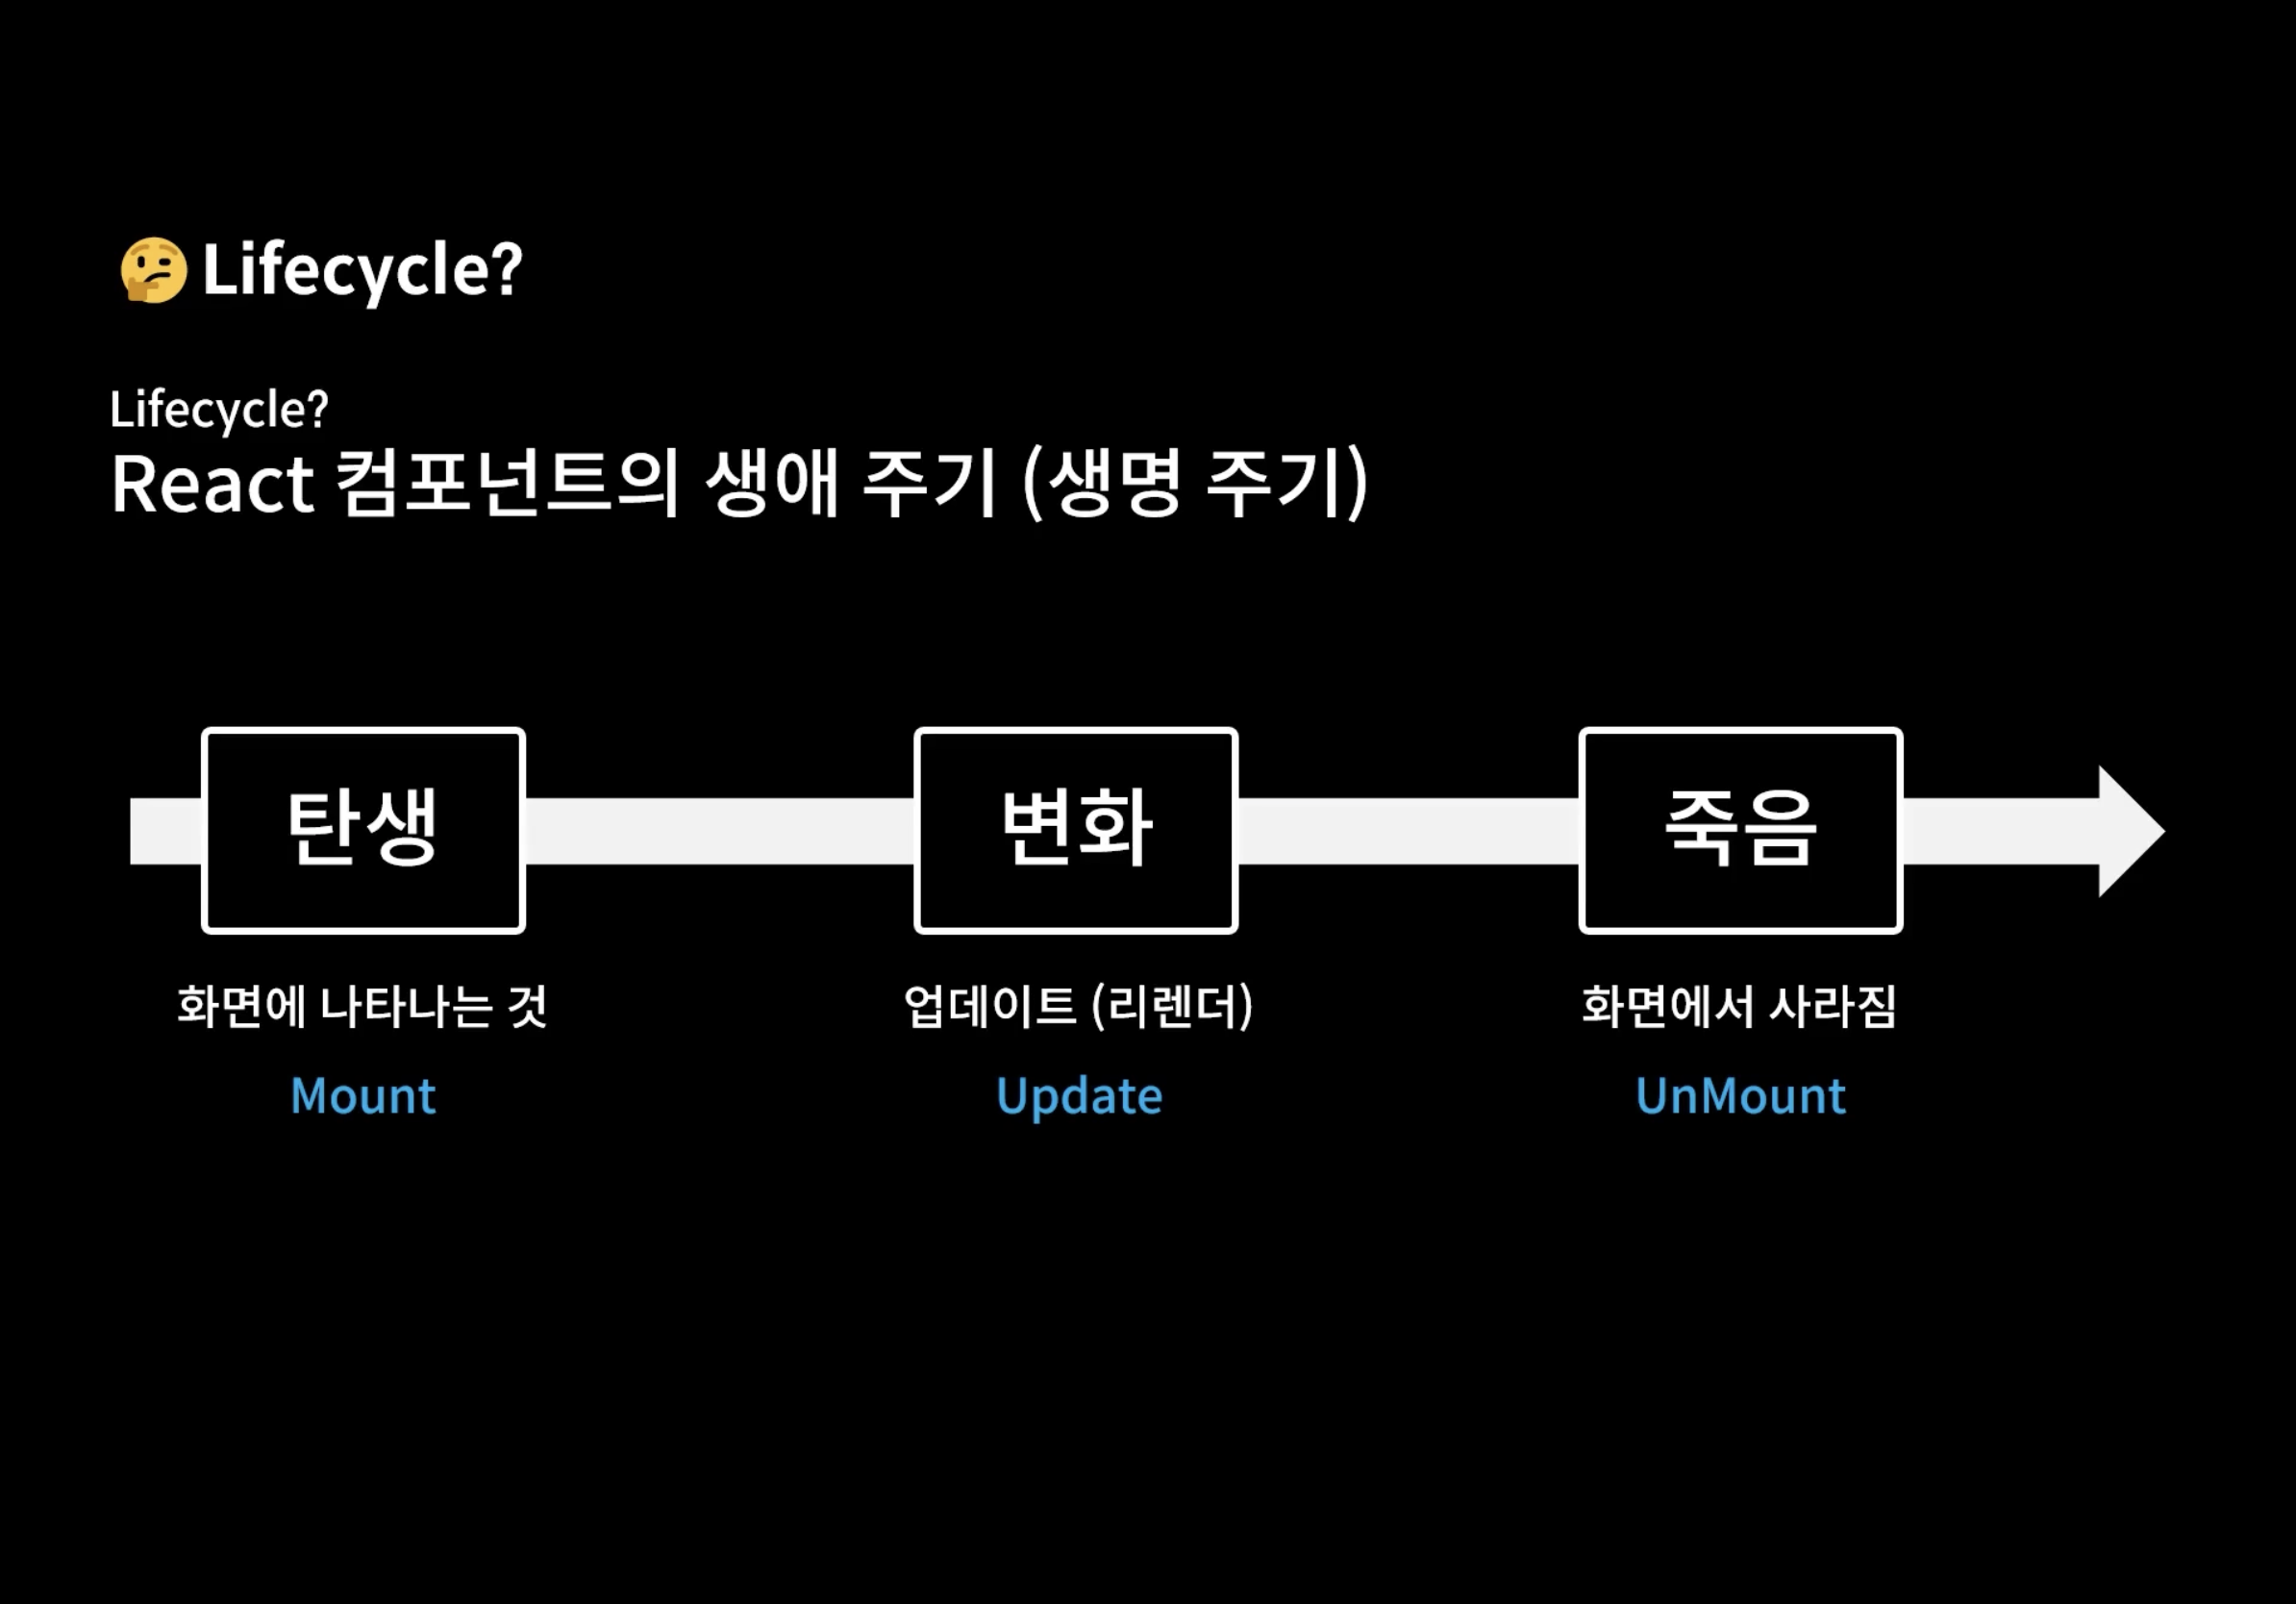 🤔 Lifecycle?
Lifecycle?
React 컴포넌트의 생애 주기 (생명 주기)
탄생
변화
죽음
화면에 나타나는 것
업데이트 (리렌더)
화면에서 사라짐
Mount
Update
UnMount